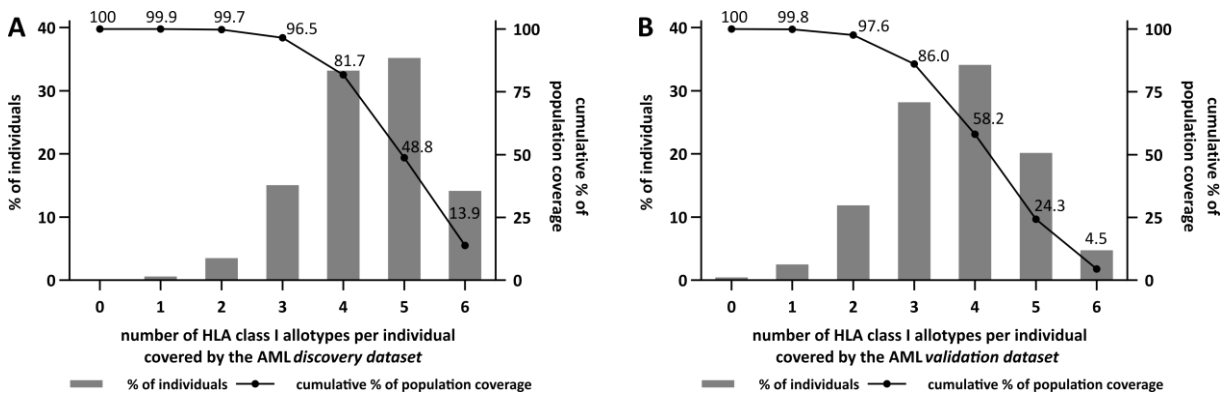 A
% of individuals
40
30
20
10
0
100
99.9
99.7
96.5
81.7
48.8
13.9
100
75
50
25
0
cumulative % of
population coverage
0 1 2 3 4 5 6
number of HLA class I allotypes per individual
covered by the AML discovery dataset
% of individuals
cumulative % of population coverage
B
% of individuals
40
30
20
10
0
100
99.8
97.6
86.0
58.2
24.3
4.5
100
75
50
25
0
cumulative % of
population coverage
0 1 2 3 4 5 6
number of HLA class I allotypes per individual
covered by the AML validation dataset
% of individuals
cumulative % of population coverage